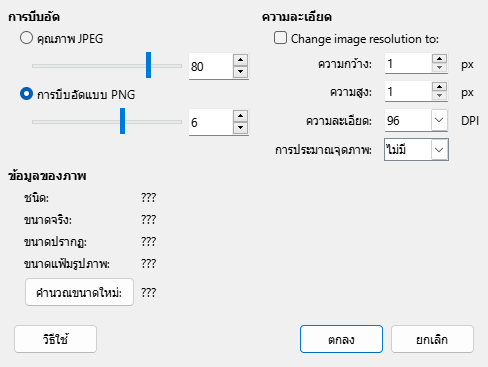 การบีบอัด
คุณภาพ JPEG
80
การบีบอัดแบบ PNG
6
ความละเอียด
Change image resolution to:
ความกว้าง: 1 px
ความสูง: 1 px
ความละเอียด: 96 DPI
การประมาณจุดภาพ: ไม่มี
ข้อมูลของภาพ
ชนิด: ???
ขนาดจริง: ???
ขนาดปรากฏ: ???
ขนาดแฟ้มรูปภาพ: ???
คำนวณขนาดใหม่: ???
วิธีใช้ ตกลง ยกเลิก